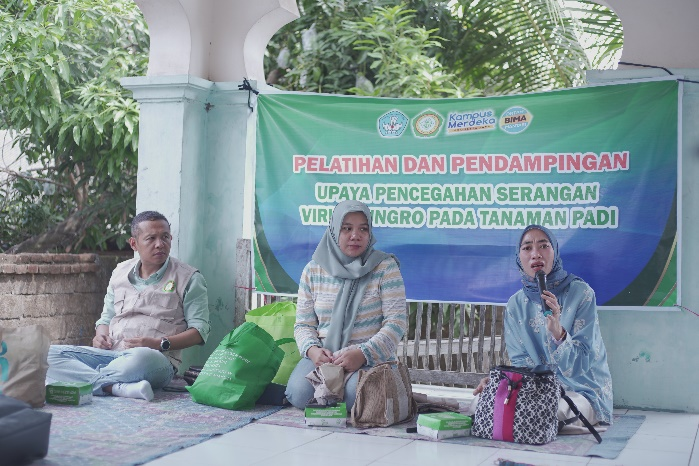 Kampus
Merdeka
BIMA
PELATIHAN DAN PENDAMPINGAN
UPAYA PENCEGAHAN SERANGAN
PADA TANAMAN PADI